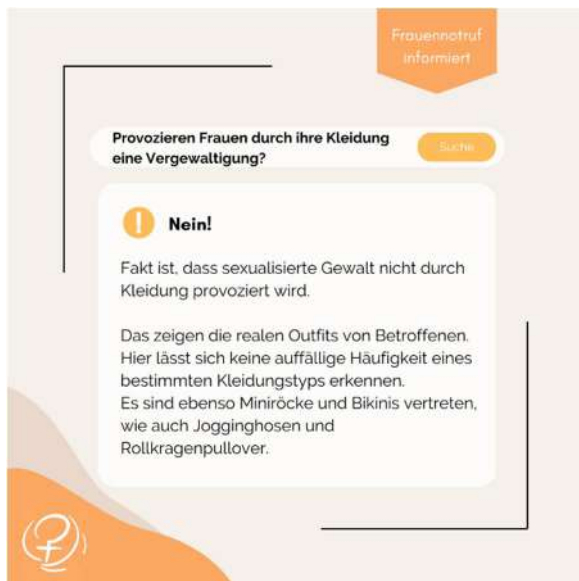 Frauennotruf
informiert
Provozieren Frauen durch ihre Kleidung
eine Vergewaltigung?
Suche
Nein!
Fakt ist, dass sexualisierte Gewalt nicht durch
Kleidung provoziert wird.
Das zeigen die realen Outfits von Betroffenen.
Hier lässt sich keine auffällige Häufigkeit eines
bestimmten Kleidungstyps erkennen.
Es sind ebenso Miniröcke und Bikinis vertreten,
wie auch Jogginghosen und
Rollkragenpullover.